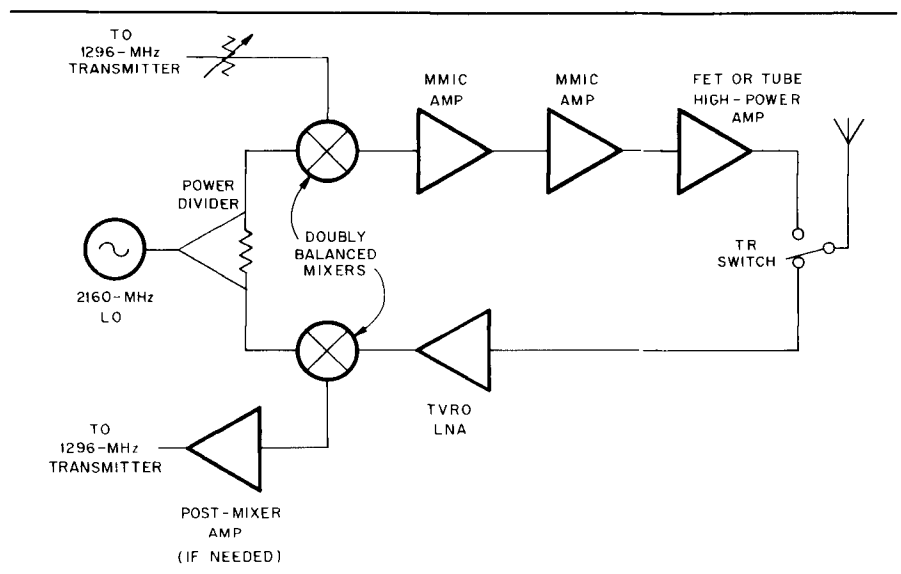 TO
1296-MHz
TRANSMITTER
MMIC
AMP
MMIC
AMP
FET OR TUBE
HIGH-POWER
AMP
POWER
DIVIDER
DOUBLY
BALANCED
MIXERS
TR
SWITCH
2160-MHz
LO
TVRO
LNA
TO
1296-MHz
TRANSMITTER
POST-MIXER
AMP
(IF NEEDED)